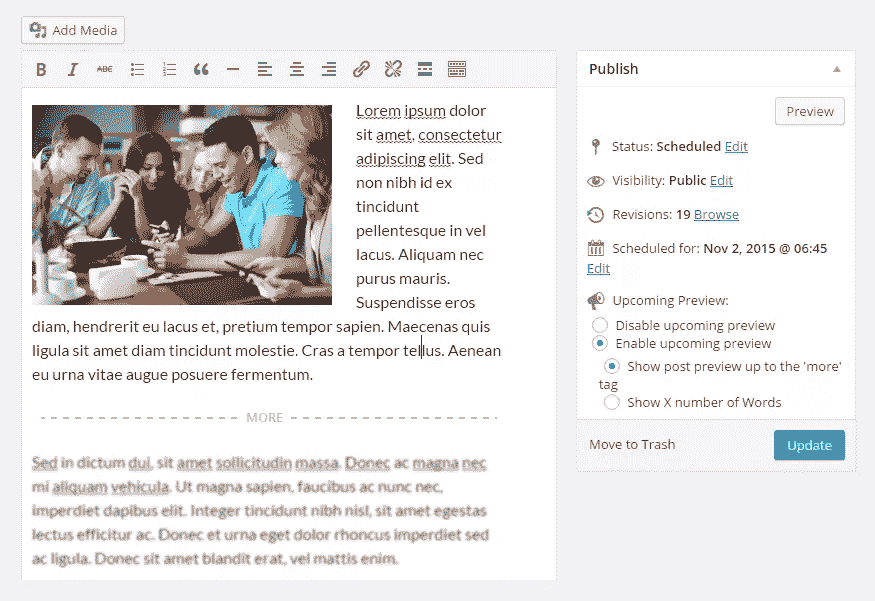 Add Media
B I ABC
Lorem ipsum dolor
sit amet, consectetur
adipiscing elit. Sed
non nibh id ex
tincidunt
pellentesque in vel
lacus. Aliquam nec
purus mauris.
Suspendisse eros
diam, hendrerit eu lacus et, pretium tempor sapien. Maecenas quis
ligula sit amet diam tincidunt molestie. Cras a tempor tellus. Aenean
eu urna vitae augue posuere fermentum.
MORE
Sed in dictum dui, sit amet sollicitudin massa. Donec ac magna nec
mi aliquam vehicula. Ut magna sapien, faucibus ac nunc nec,
imperdiet dapibus elit. Integer tincidunt nibh nisl, sit amet egestas
lectus efficitur ac. Donec et urna eget dolor rhoncus imperdiet sed
ac ligula. Donec sit amet blandit erat, vel mattis enim.
Publish
Preview
Status: Scheduled Edit
Visibility: Public Edit
Revisions: 19 Browse
Scheduled for: Nov 2, 2015 @ 06:45
Edit
Upcoming Preview:
Disable upcoming preview
Enable upcoming preview
Show post preview up to the 'more'
tag
Show X number of Words
Move to Trash
Update